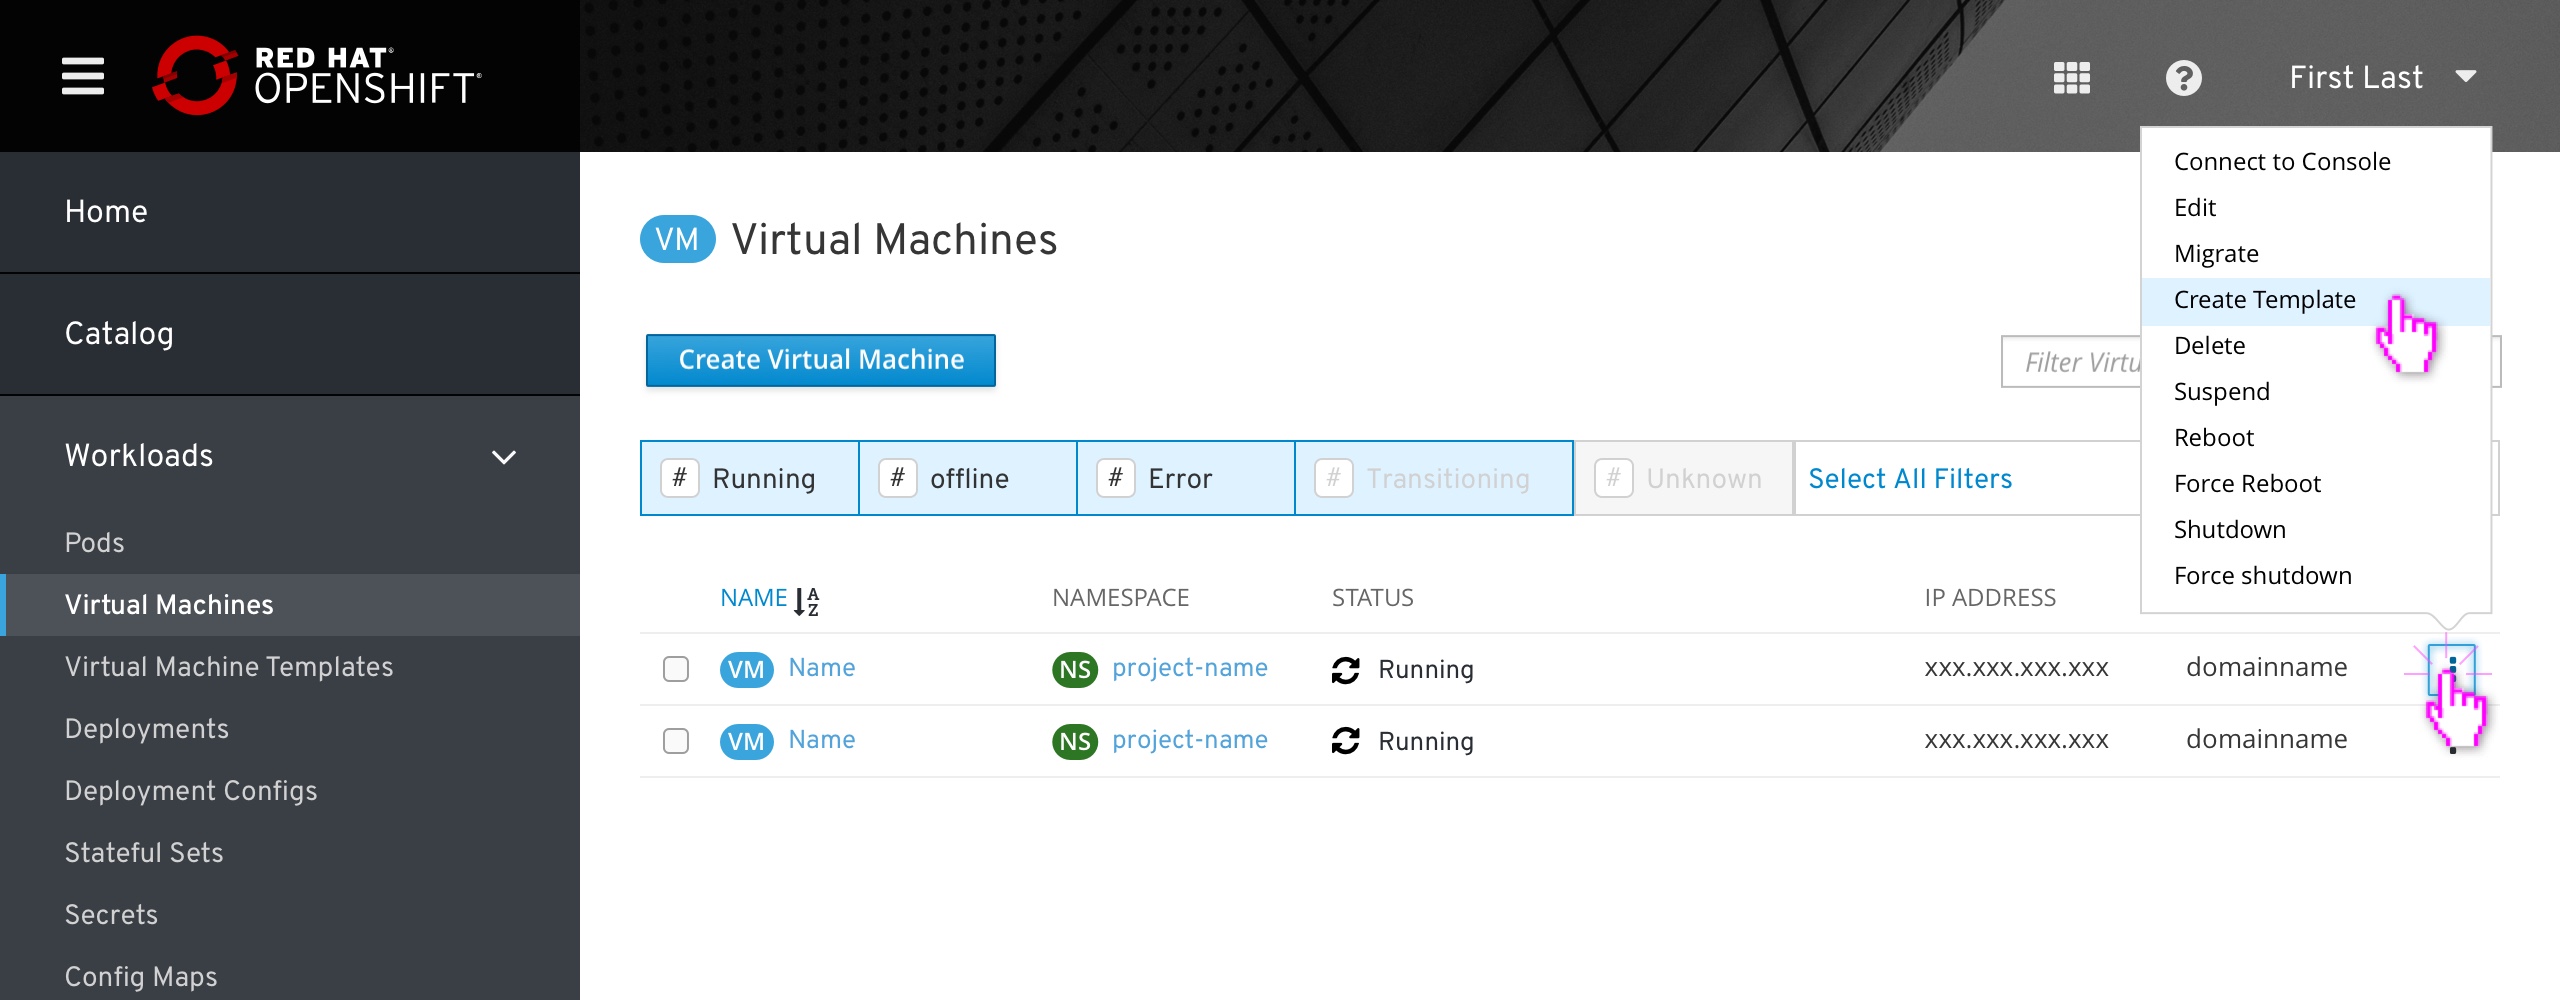 RED HAT®
OPENSHIFT®
First Last
Home
Catalog
Workloads
Pods
Virtual Machines
Virtual Machine Templates
Deployments
Deployment Configs
Stateful Sets
Secrets
Config Maps
VM Virtual Machines
Create Virtual Machine
Filter Virtu
# Running # offline # Error # Transitioning # Unknown Select All Filters
NAME AZ NAMESPACE STATUS IP ADDRESS
VM Name NS project-name Running xxx.xxx.xxx.xxx domainname
VM Name NS project-name Running xxx.xxx.xxx.xxx domainname
Connect to Console
Edit
Migrate
Create Template
Delete
Suspend
Reboot
Force Reboot
Shutdown
Force shutdown